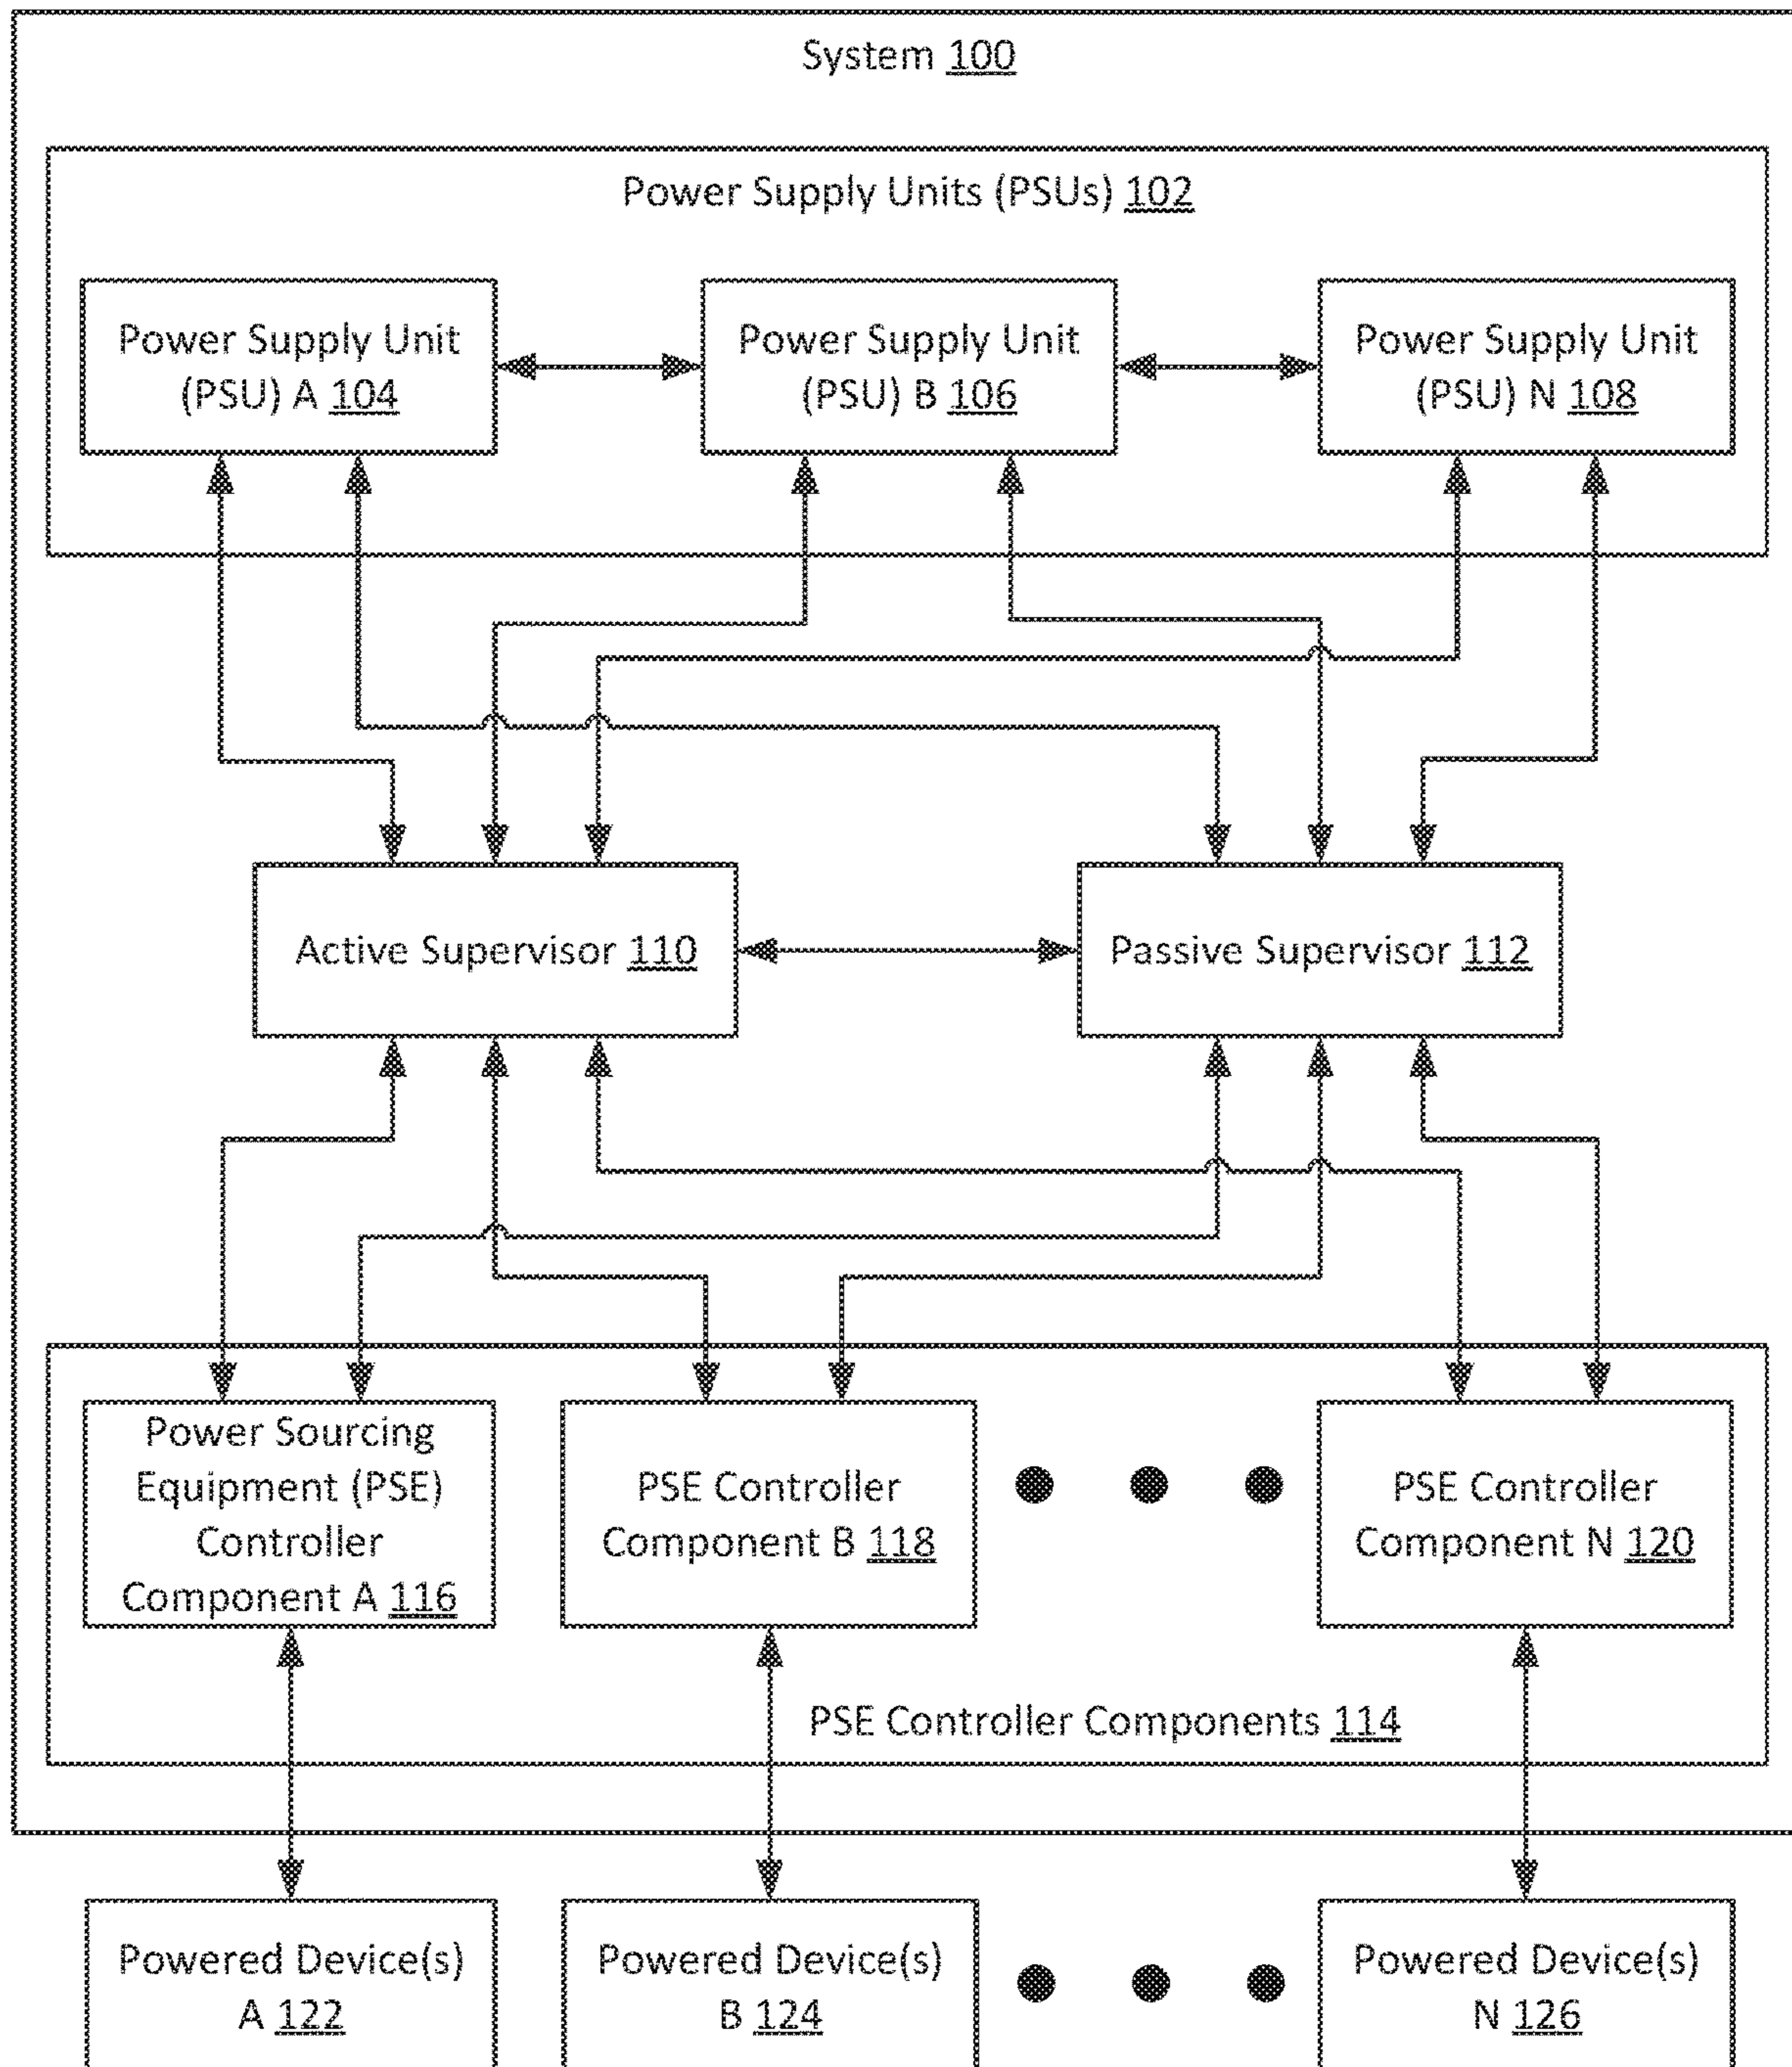 System 100
Power Supply Units (PSUs) 102
Power Supply Unit
(PSU) A 104
Power Supply Unit
(PSU) B 106
Power Supply Unit
(PSU) N 108
Active Supervisor 110
Passive Supervisor 112
Power Sourcing
Equipment (PSE)
Controller
Component A 116
PSE Controller
Component B 118
PSE Controller
Component N 120
PSE Controller Components 114
Powered Device(s)
A 122
Powered Device(s)
B 124
Powered Device(s)
N 126